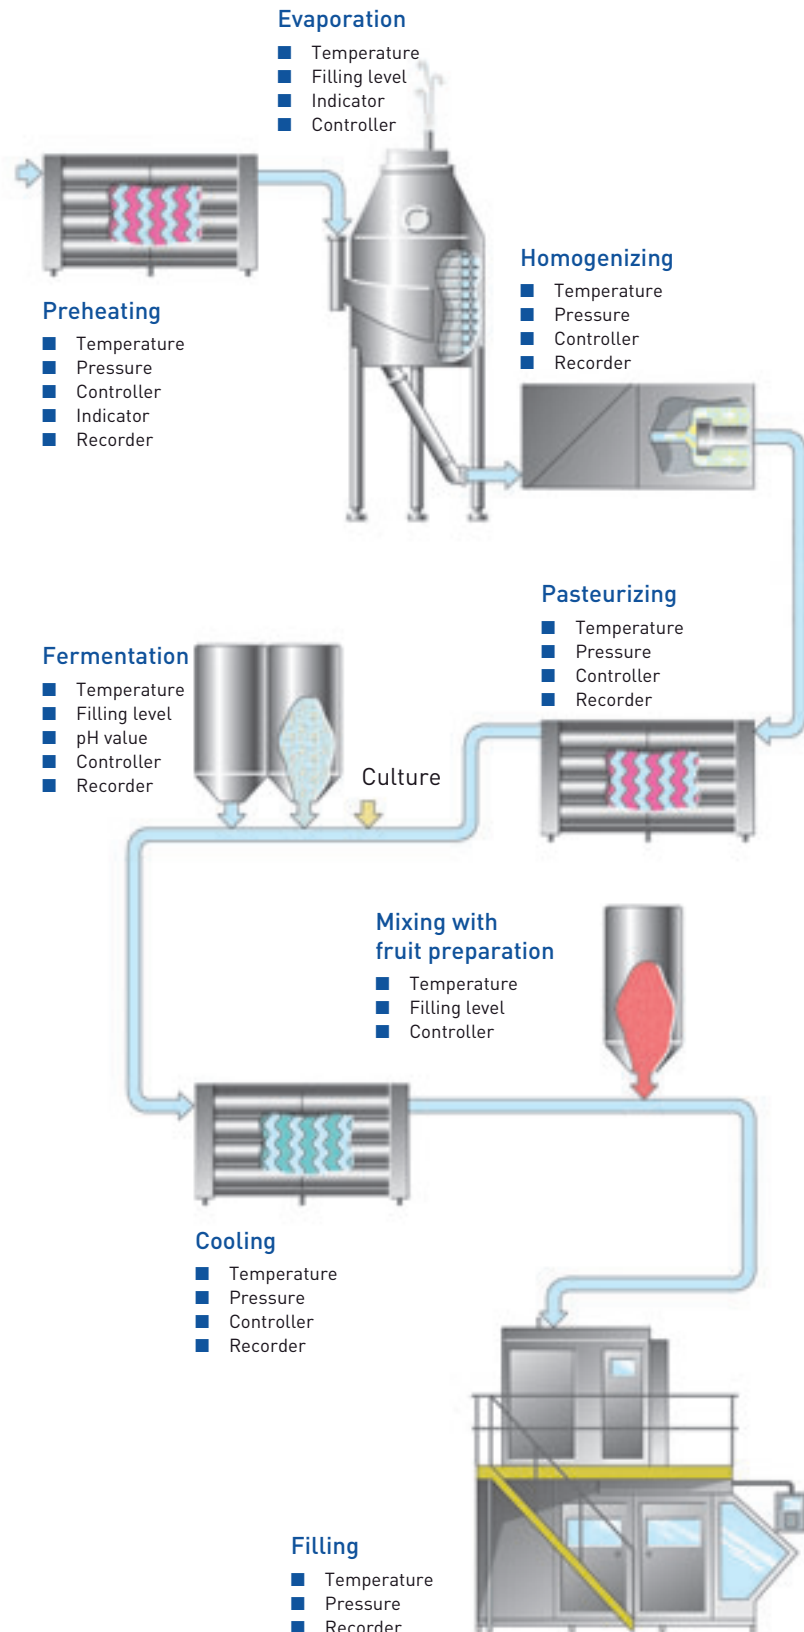 Evaporation
Temperature
Filling level
Indicator
Controller
Preheating
Temperature
Pressure
Controller
Indicator
Recorder
Homogenizing
Temperature
Pressure
Controller
Recorder
Pasteurizing
Temperature
Pressure
Controller
Recorder
Fermentation
Temperature
Filling level
pH value
Controller
Recorder
Culture
Mixing with
fruit preparation
Temperature
Filling level
Controller
Cooling
Temperature
Pressure
Controller
Recorder
Filling
Temperature
Pressure
Recorder